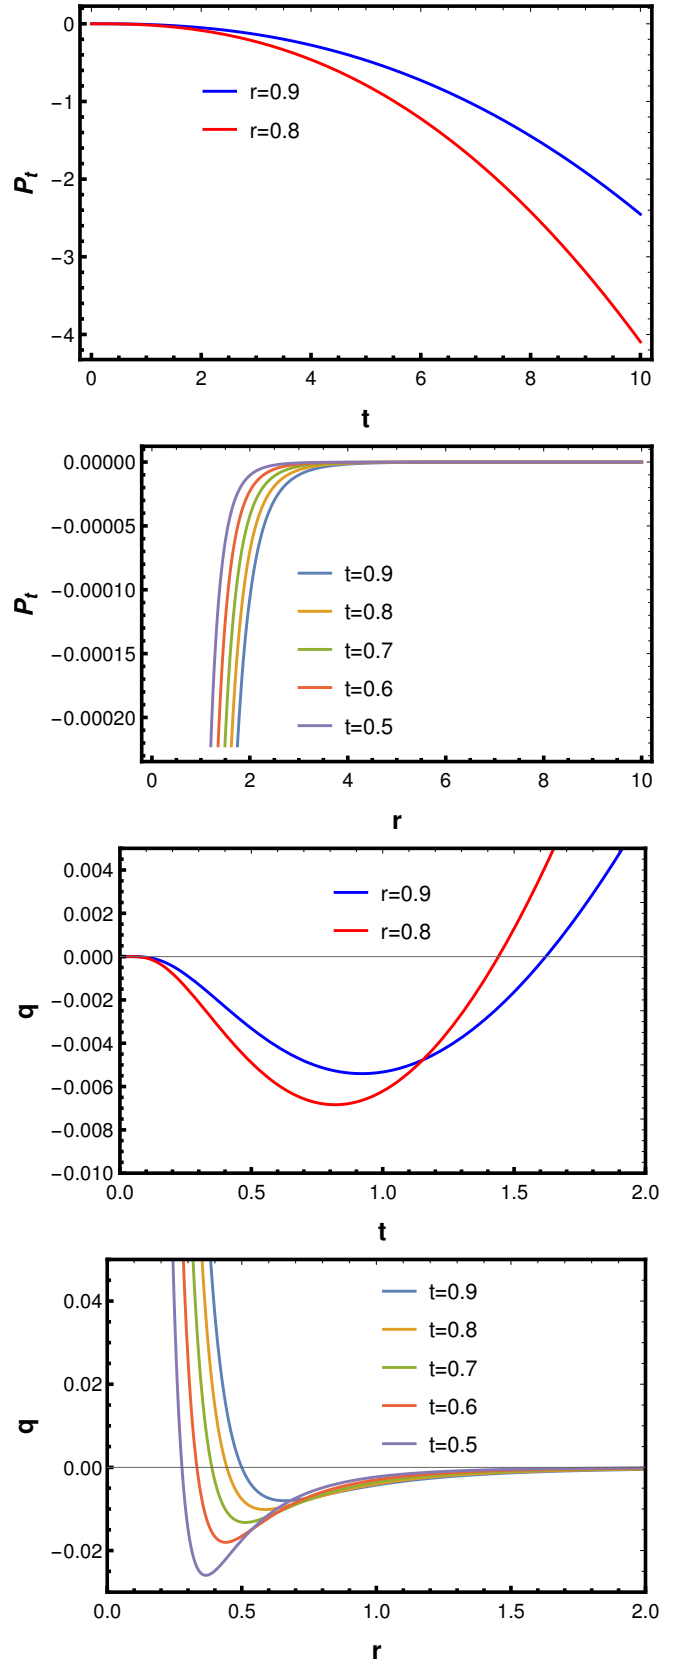 0
−1
−2
−3
−4
P_t
r=0.9
r=0.8
0 2 4 6 8 10
t
0.00000
−0.00005
−0.00010
−0.00015
−0.00020
P_t
t=0.9
t=0.8
t=0.7
t=0.6
t=0.5
0 2 4 6 8 10
r
0.004
0.002
0.000
−0.002
−0.004
−0.006
−0.008
−0.010
q
r=0.9
r=0.8
0.0 0.5 1.0 1.5 2.0
t
0.04
0.02
0.00
−0.02
q
t=0.9
t=0.8
t=0.7
t=0.6
t=0.5
0.0 0.5 1.0 1.5 2.0
r